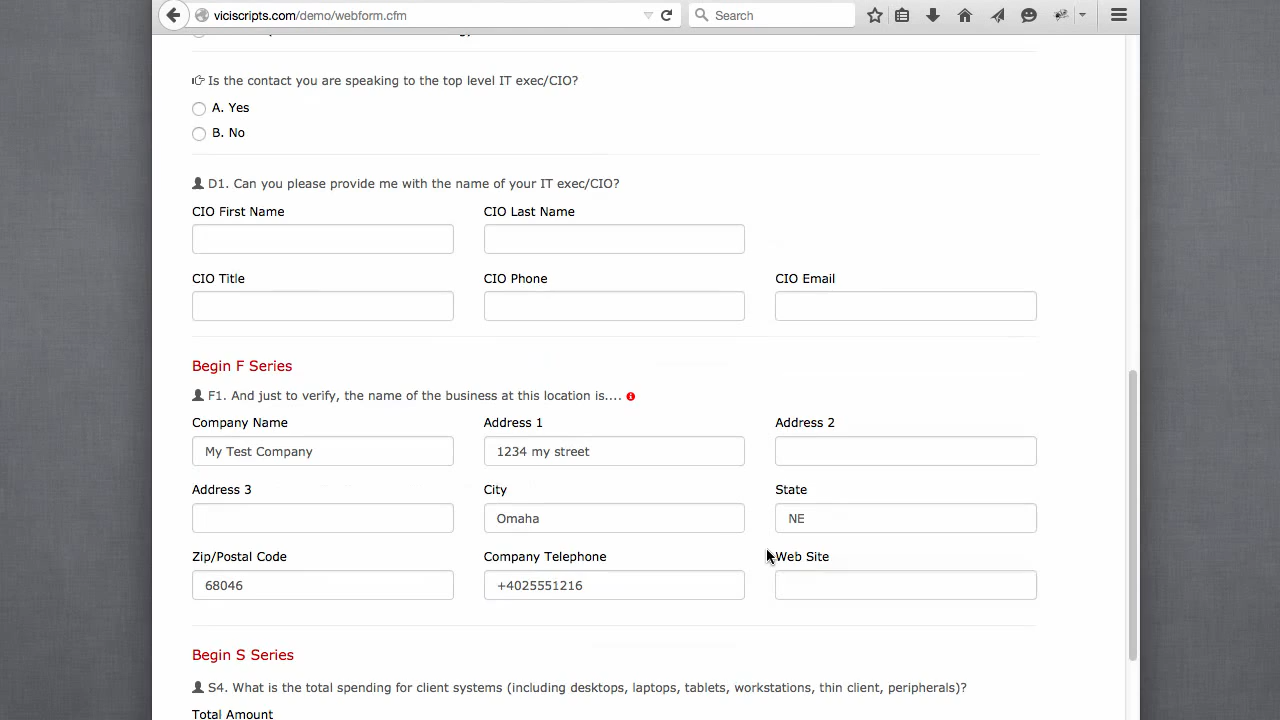 viciscripts.com/demo/webform.cfm
Search
Is the contact you are speaking to the top level IT exec/CIO?
A. Yes
B. No
D1. Can you please provide me with the name of your IT exec/CIO?
CIO First Name CIO Last Name
CIO Title CIO Phone CIO Email
Begin F Series
F1. And just to verify, the name of the business at this location is....
Company Name Address 1 Address 2
My Test Company 1234 my street
Address 3 City State
Omaha NE
Zip/Postal Code Company Telephone Web Site
68046 +4025551216
Begin S Series
S4. What is the total spending for client systems (including desktops, laptops, tablets, workstations, thin client, peripherals)?
Total Amount